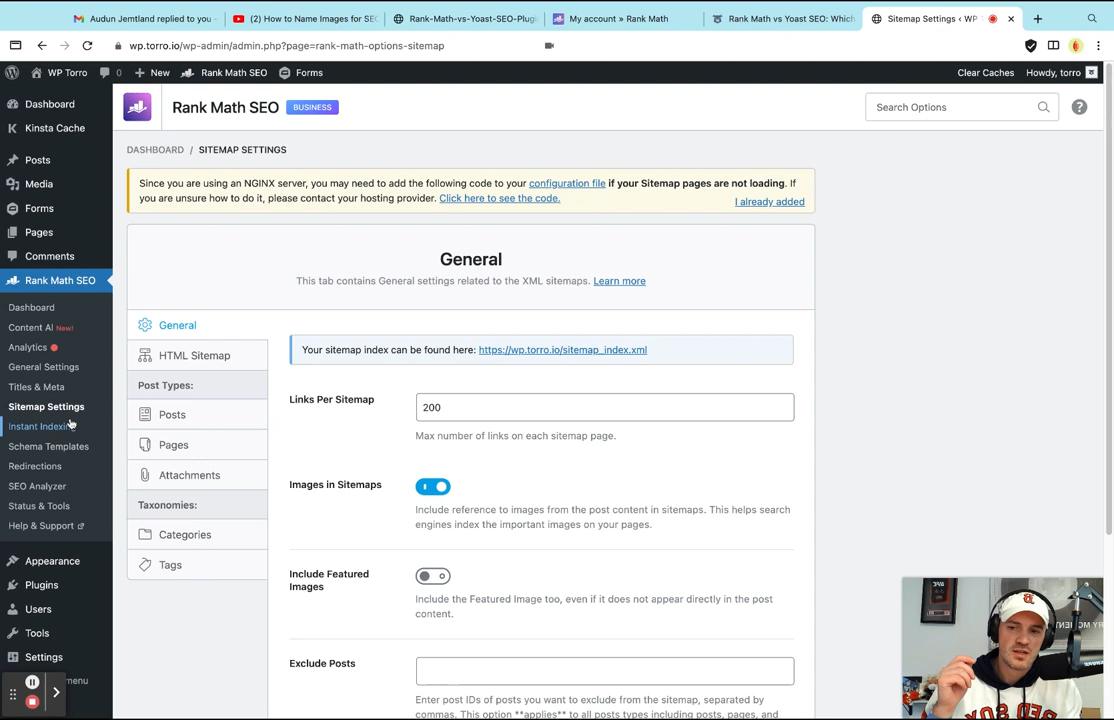 Audun Jemtland replied to you
(2) How to Name Images for SEO
Rank-Math-vs-Yoast-SEO-Plugi
My account » Rank Math
Rank Math vs Yoast SEO: Which
Sitemap Settings ‹ WP
wp.torro.io/wp-admin/admin.php?page=rank-math-options-sitemap
WP Torro
0
New
Rank Math SEO
Forms
Clear Caches
Howdy, torro
Dashboard
Kinsta Cache
Posts
Media
Forms
Pages
Comments
Rank Math SEO
Dashboard
Content AI New!
Analytics
General Settings
Titles & Meta
Sitemap Settings
Instant Indexin
Schema Templates
Redirections
SEO Analyzer
Status & Tools
Help & Support
Appearance
Plugins
Users
Tools
Settings
menu
Rank Math SEO
BUSINESS
Search Options
DASHBOARD / SITEMAP SETTINGS
Since you are using an NGINX server, you may need to add the following code to your configuration file if your Sitemap pages are not loading. If
you are unsure how to do it, please contact your hosting provider. Click here to see the code.
I already added
General
This tab contains General settings related to the XML sitemaps. Learn more
General
HTML Sitemap
Post Types:
Posts
Pages
Attachments
Taxonomies:
Categories
Tags
Your sitemap index can be found here: https://wp.torro.io/sitemap_index.xml
Links Per Sitemap
200
Max number of links on each sitemap page.
Images in Sitemaps
Include reference to images from the post content in sitemaps. This helps search
engines index the important images on your pages.
Include Featured
Images
Include the Featured Image too, even if it does not appear directly in the post
content.
Exclude Posts
Enter post IDs of posts you want to exclude from the sitemap, separated by
commas. This option **applies** to all posts types including posts, pages, and
RED SOX